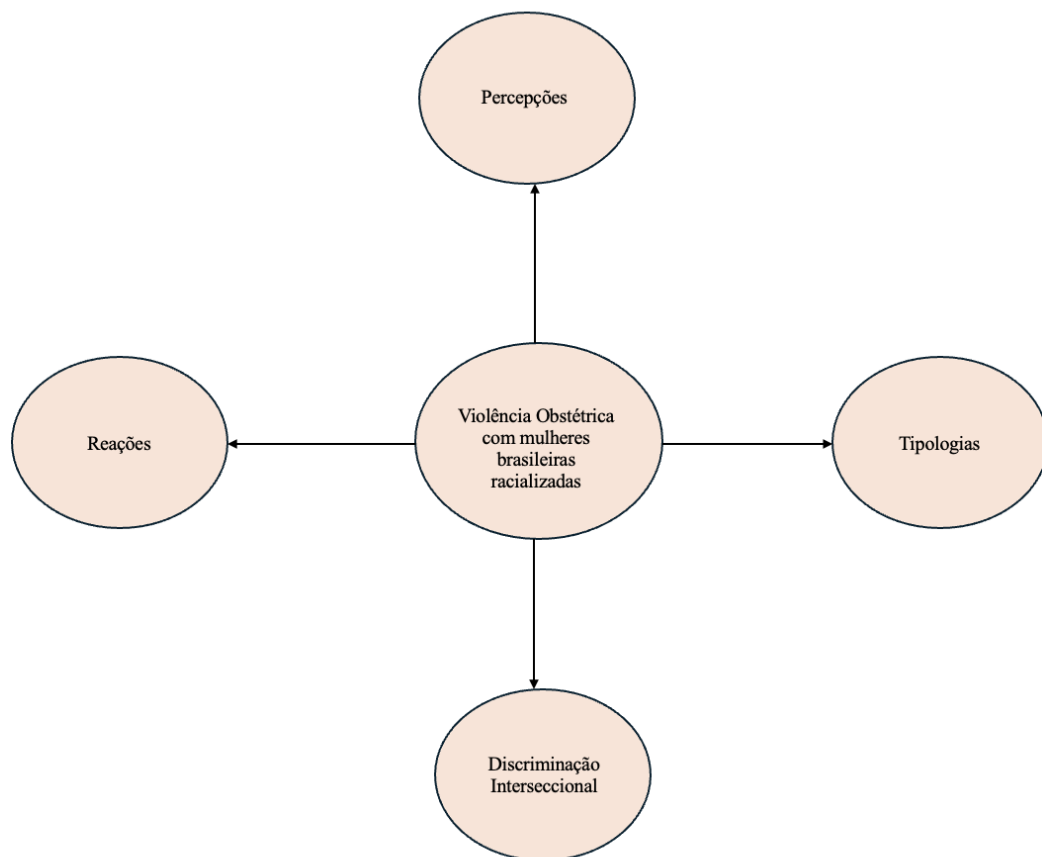 Percepções
Reações
Violência Obstétrica
com mulheres
brasileiras
racializadas
Tipologias
Discriminação
Interseccional